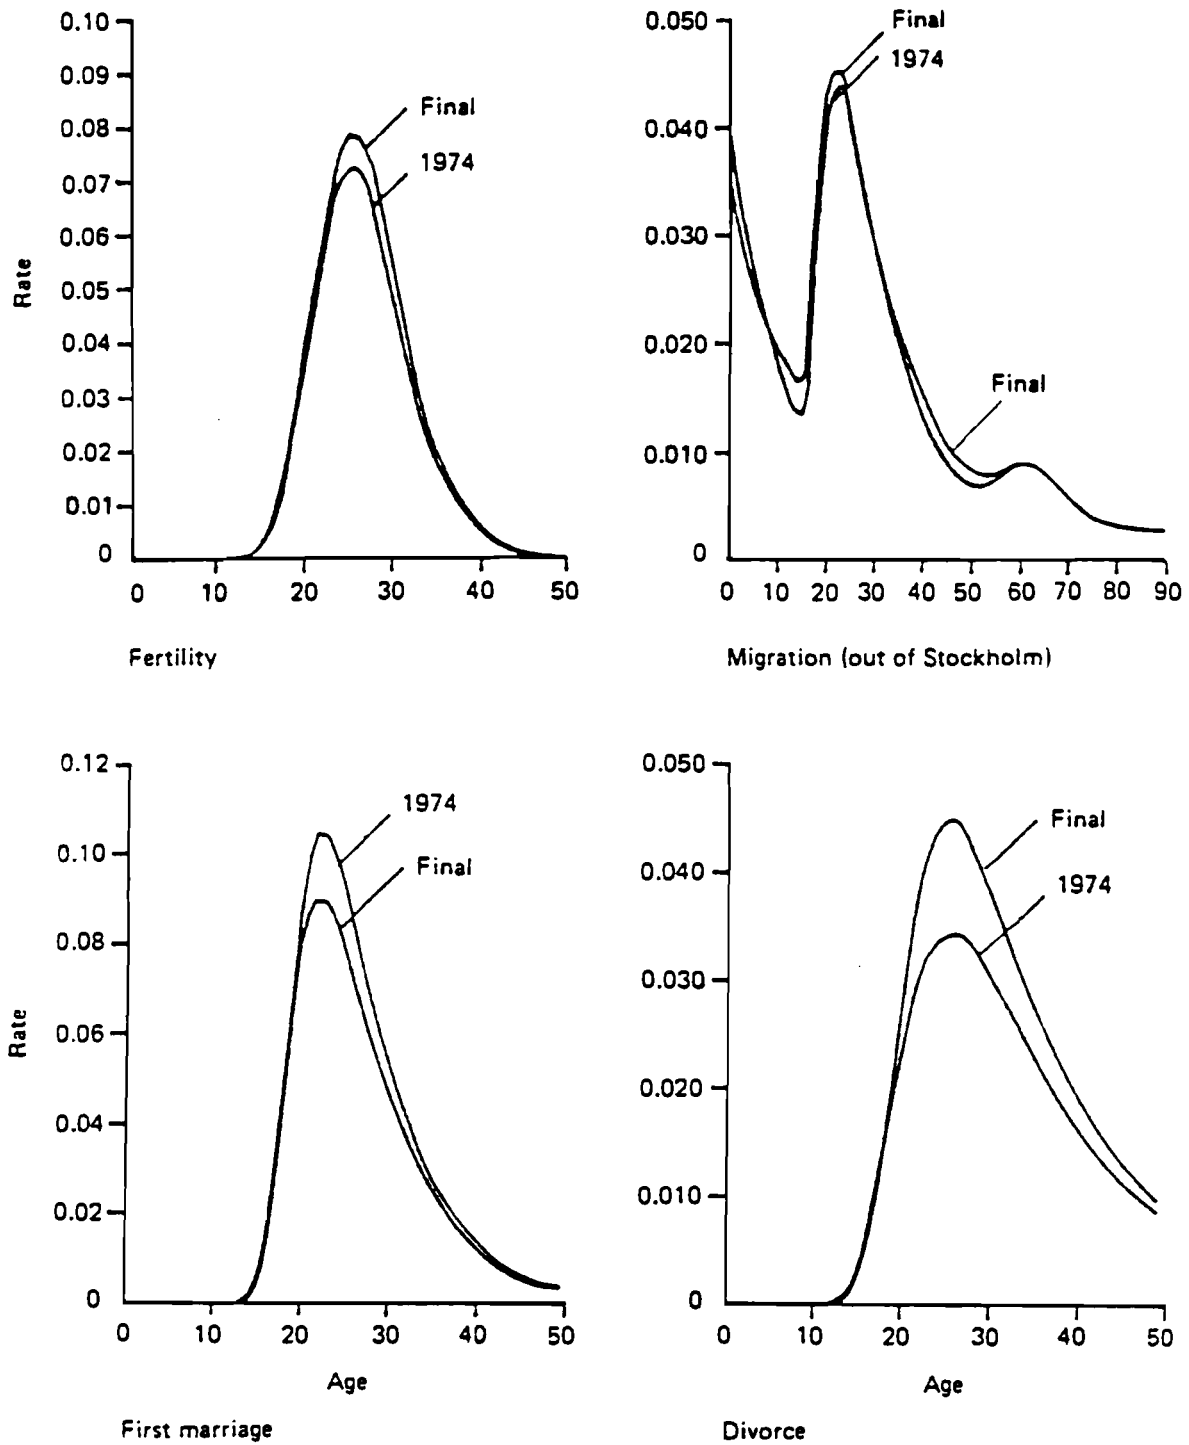 0.10
0.09
0.08
0.07
0.06
0.05
0.04
0.03
0.02
0.01
0
Rate
Final
1974
0 10 20 30 40 50
Fertility
0.050
0.040
0.030
0.020
0.010
0
Final
1974
Final
0 10 20 30 40 50 60 70 80 90
Migration (out of Stockholm)
0.12
0.10
0.08
0.06
0.04
0.02
0
Rate
1974
Final
0 10 20 30 40 50
Age
First marriage
0.050
0.040
0.030
0.020
0.010
0
Final
1974
0 10 20 30 40 50
Age
Divorce